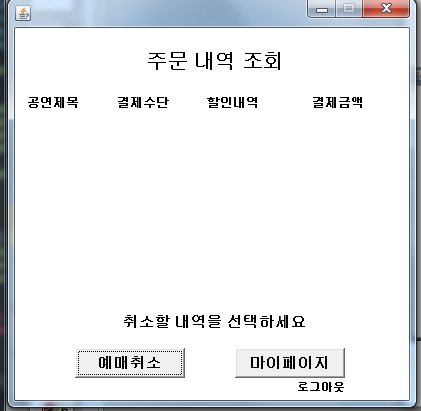 주문 내역 조회
공연제목 결제수단 할인내역 결제금액
취소할 내역을 선택하세요
예매취소 마이페이지
로그아웃